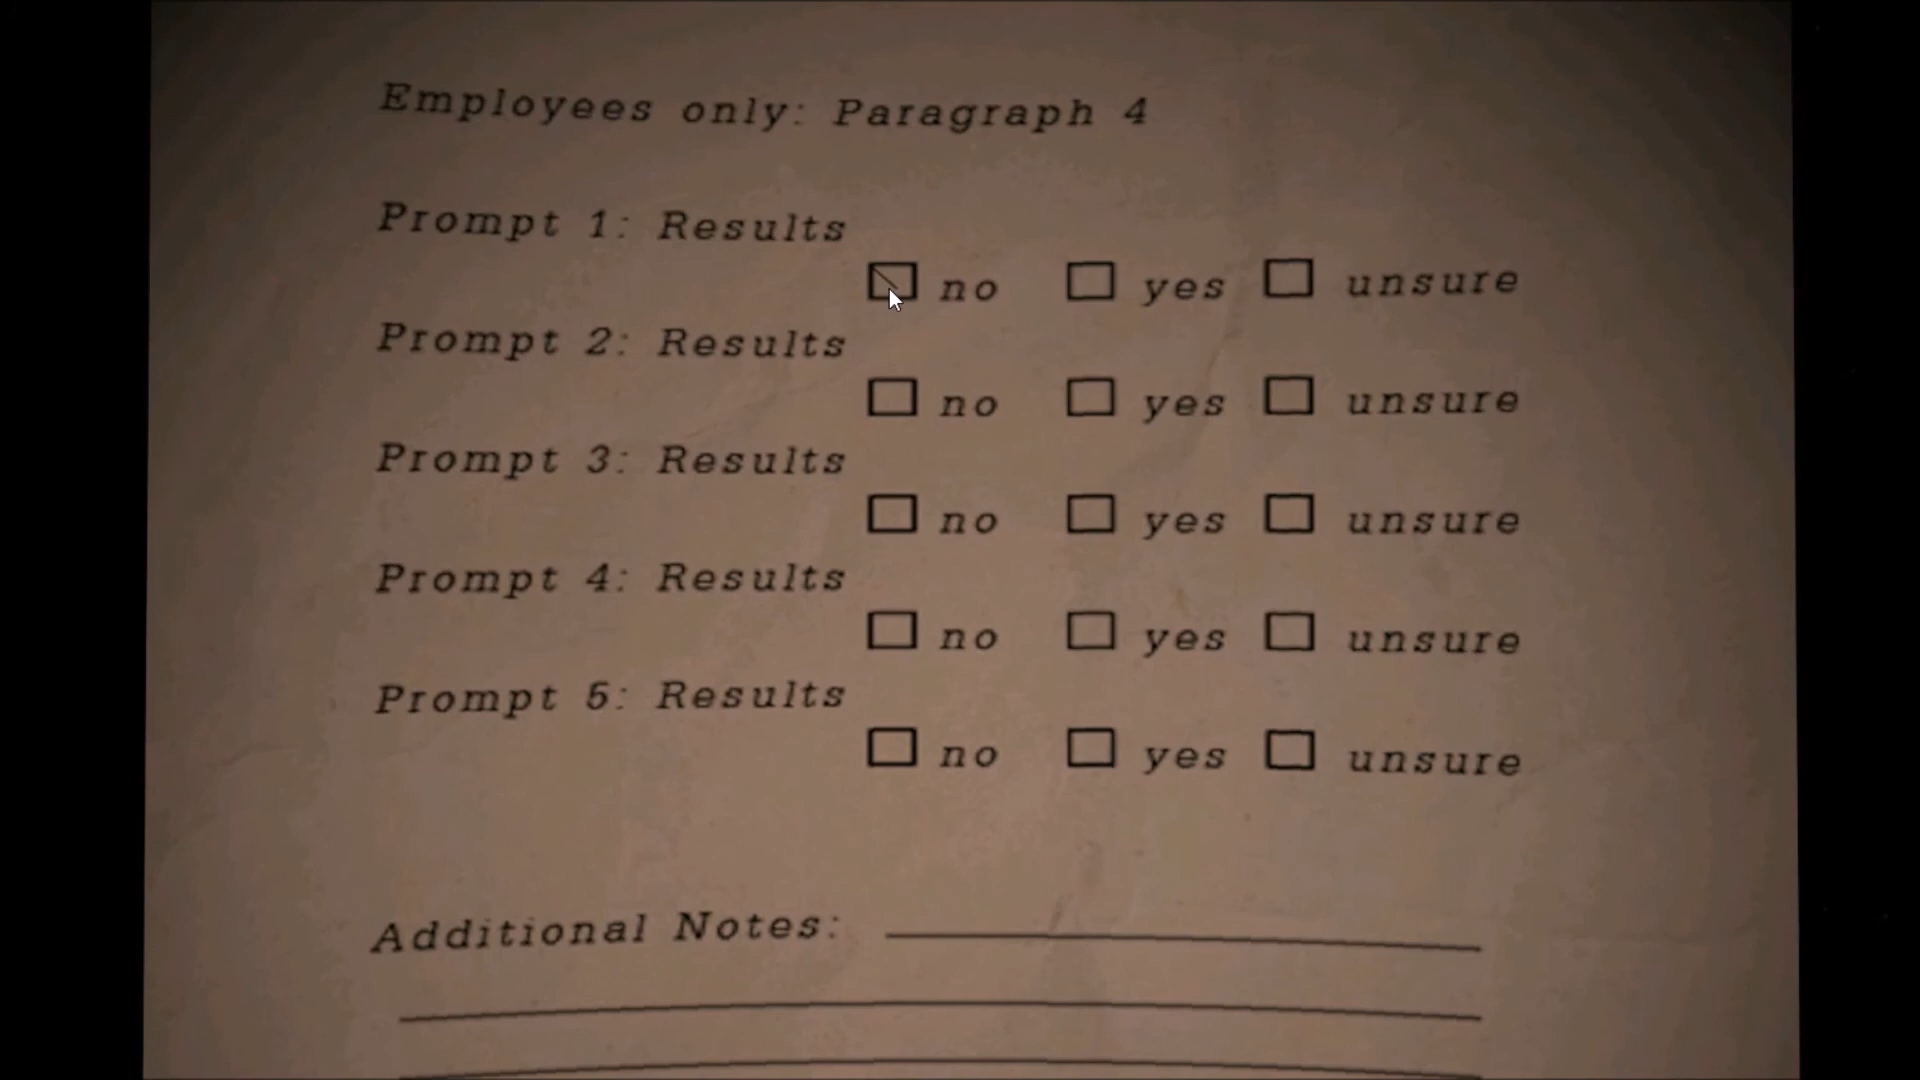 Employees only: Paragraph 4
Prompt 1: Results
no yes unsure
Prompt 2: Results
no yes unsure
Prompt 3: Results
no yes unsure
Prompt 4: Results
no yes unsure
Prompt 5: Results
no yes unsure
Additional Notes: